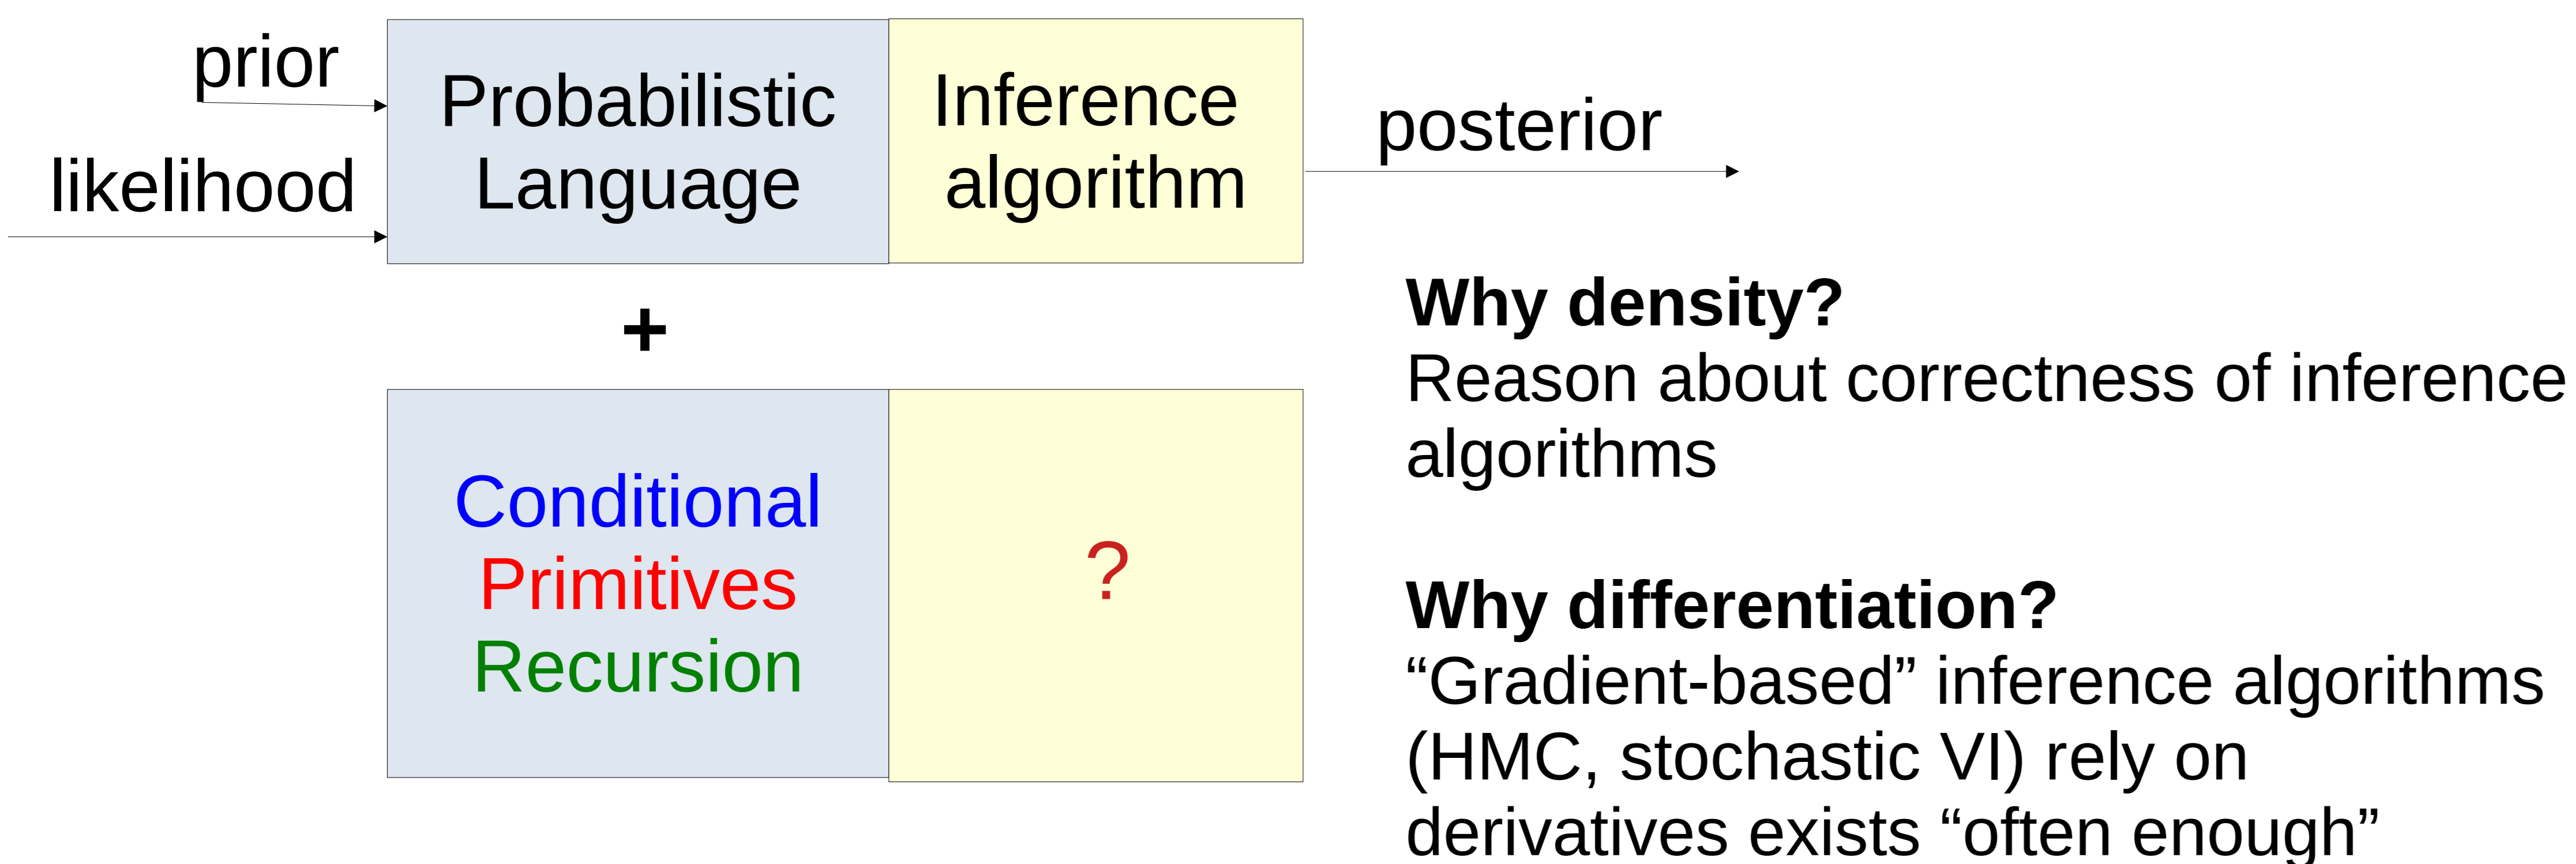 prior
likelihood
Probabilistic
Language
Inference
algorithm
posterior
+
Conditional
Primitives
Recursion
?
Why density?
Reason about correctness of inference
algorithms
Why differentiation?
“Gradient-based” inference algorithms
(HMC, stochastic VI) rely on
derivatives exists “often enough”